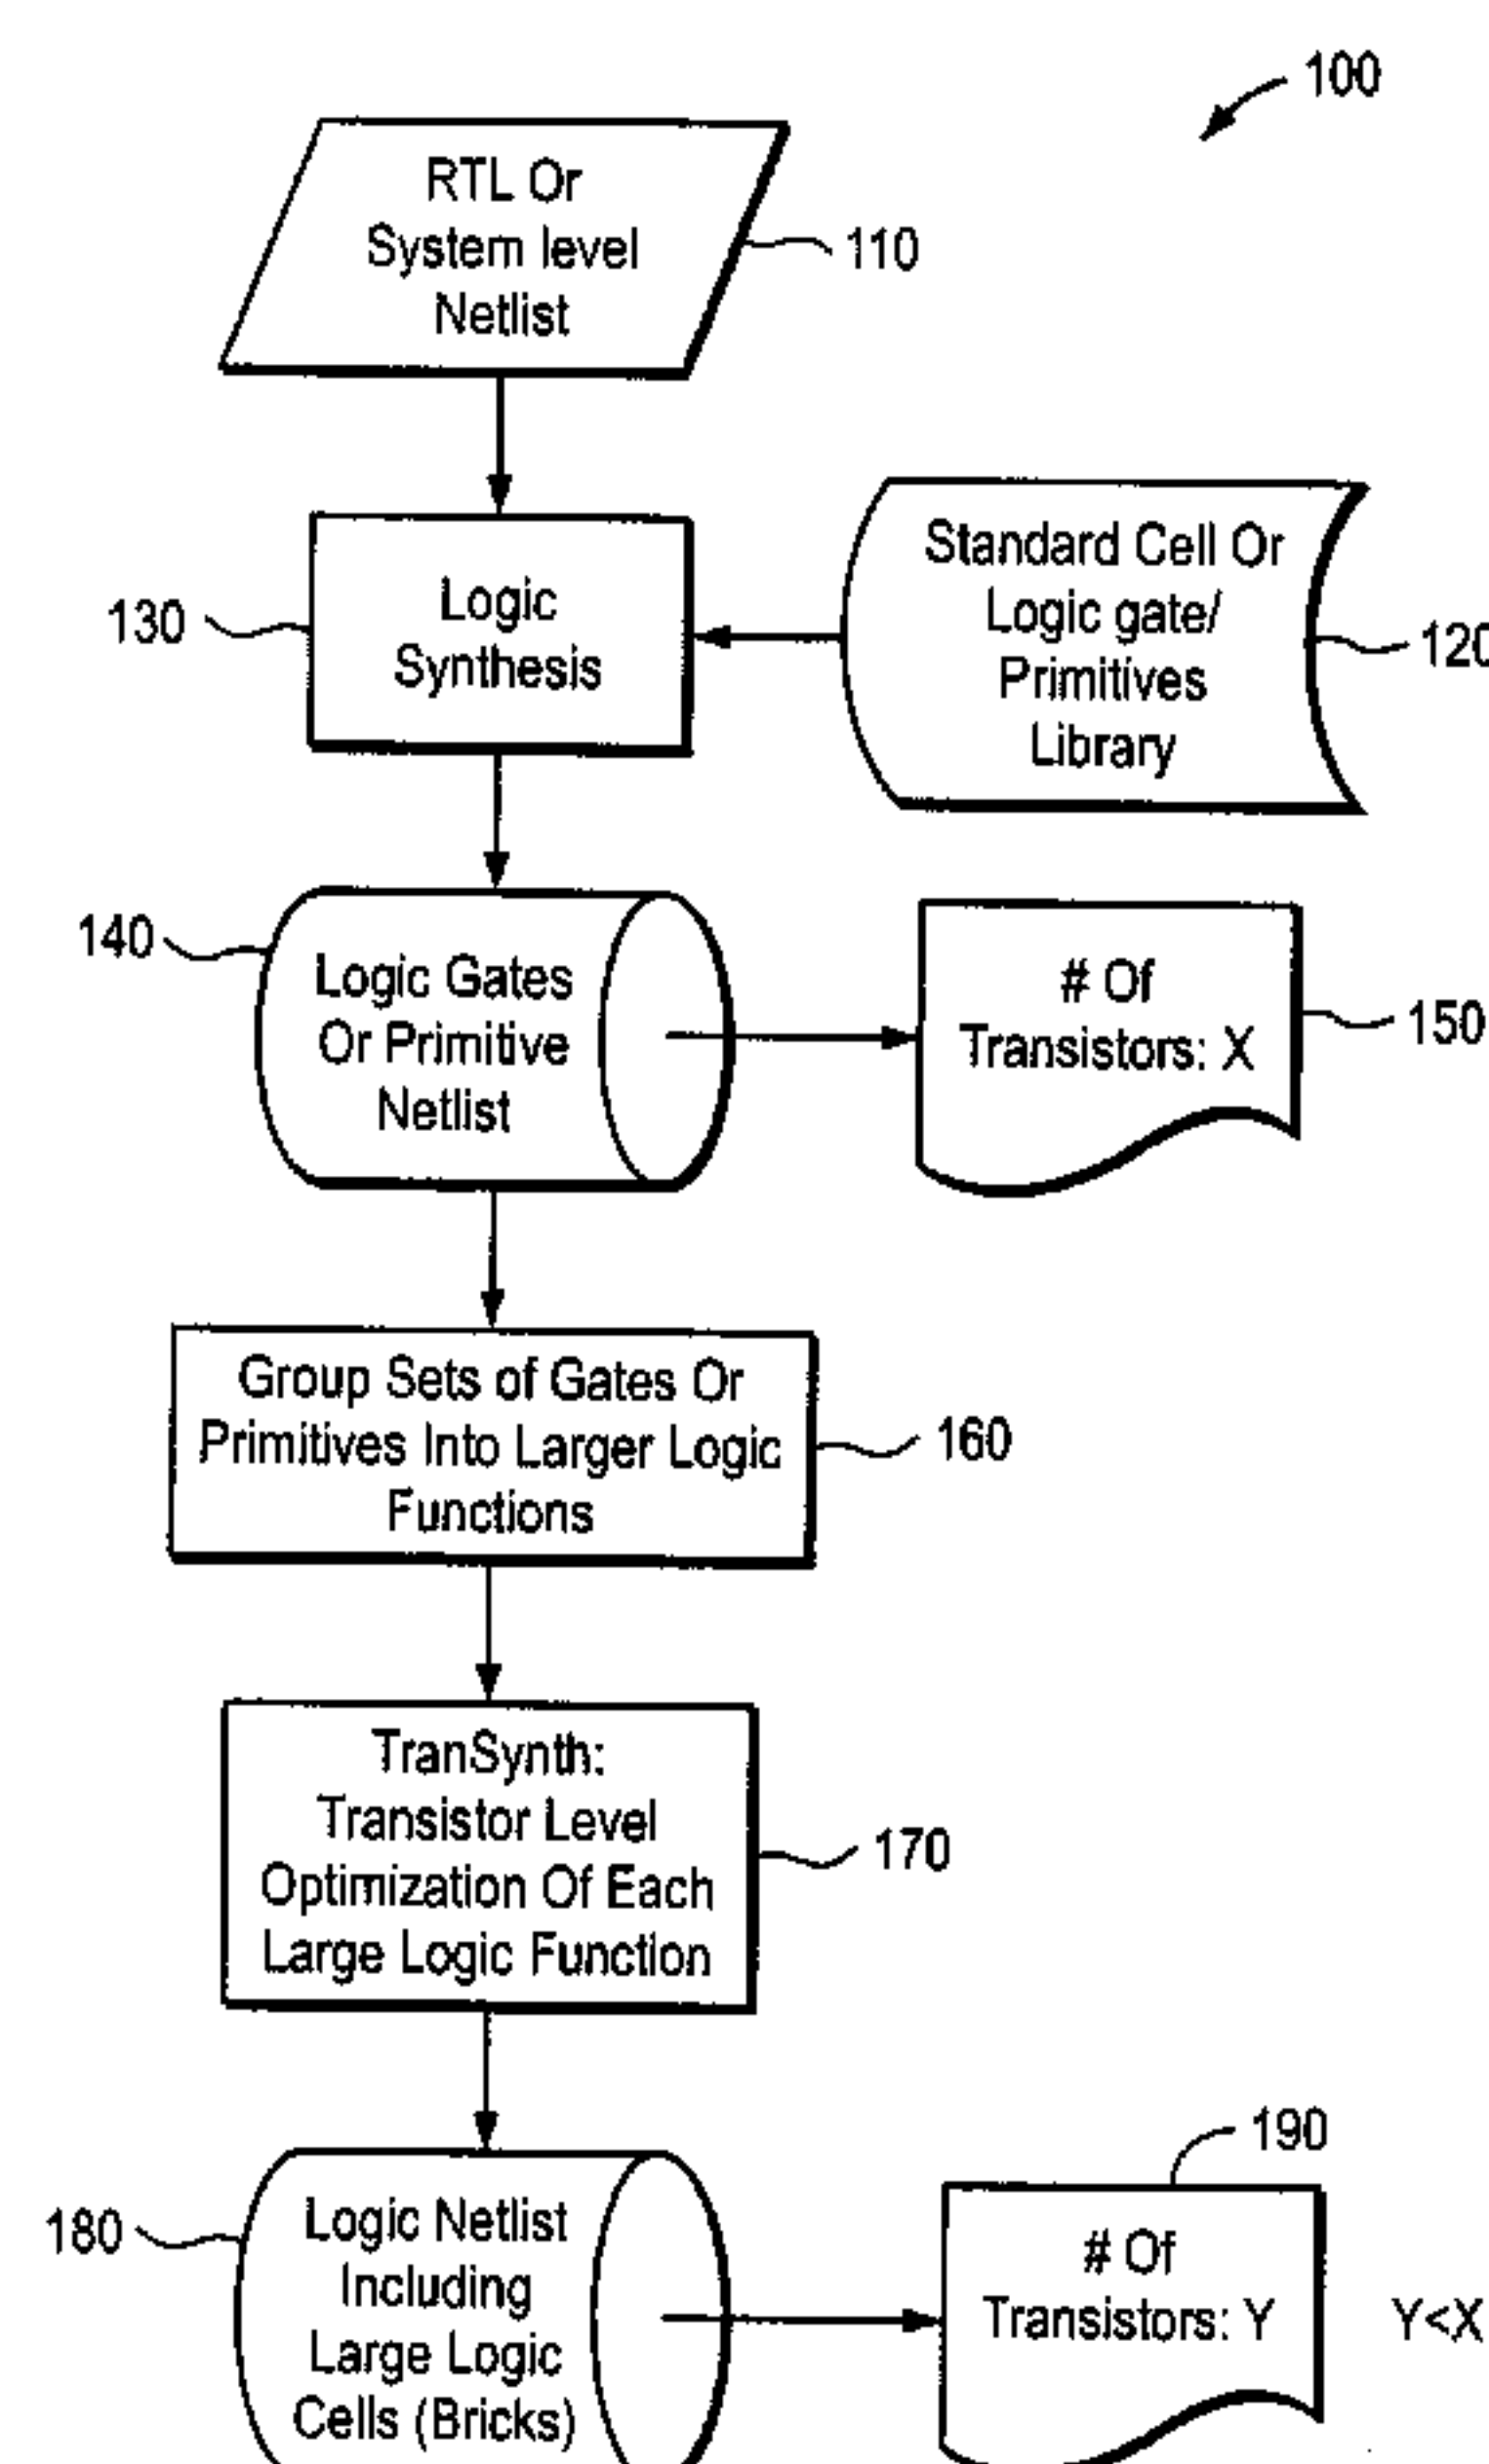 100
RTL Or
System level
Netlist
110
Standard Cell Or
Logic gate/
Primitives
Library
120
130
Logic
Synthesis
140
Logic Gates
Or Primitive
Netlist
# Of
Transistors: X
150
Group Sets of Gates Or
Primitives Into Larger Logic
Functions
160
TranSynth:
Transistor Level
Optimization Of Each
Large Logic Function
170
180
Logic Netlist
Including
Large Logic
Cells (Bricks)
190
# Of
Transistors: Y
Y<X